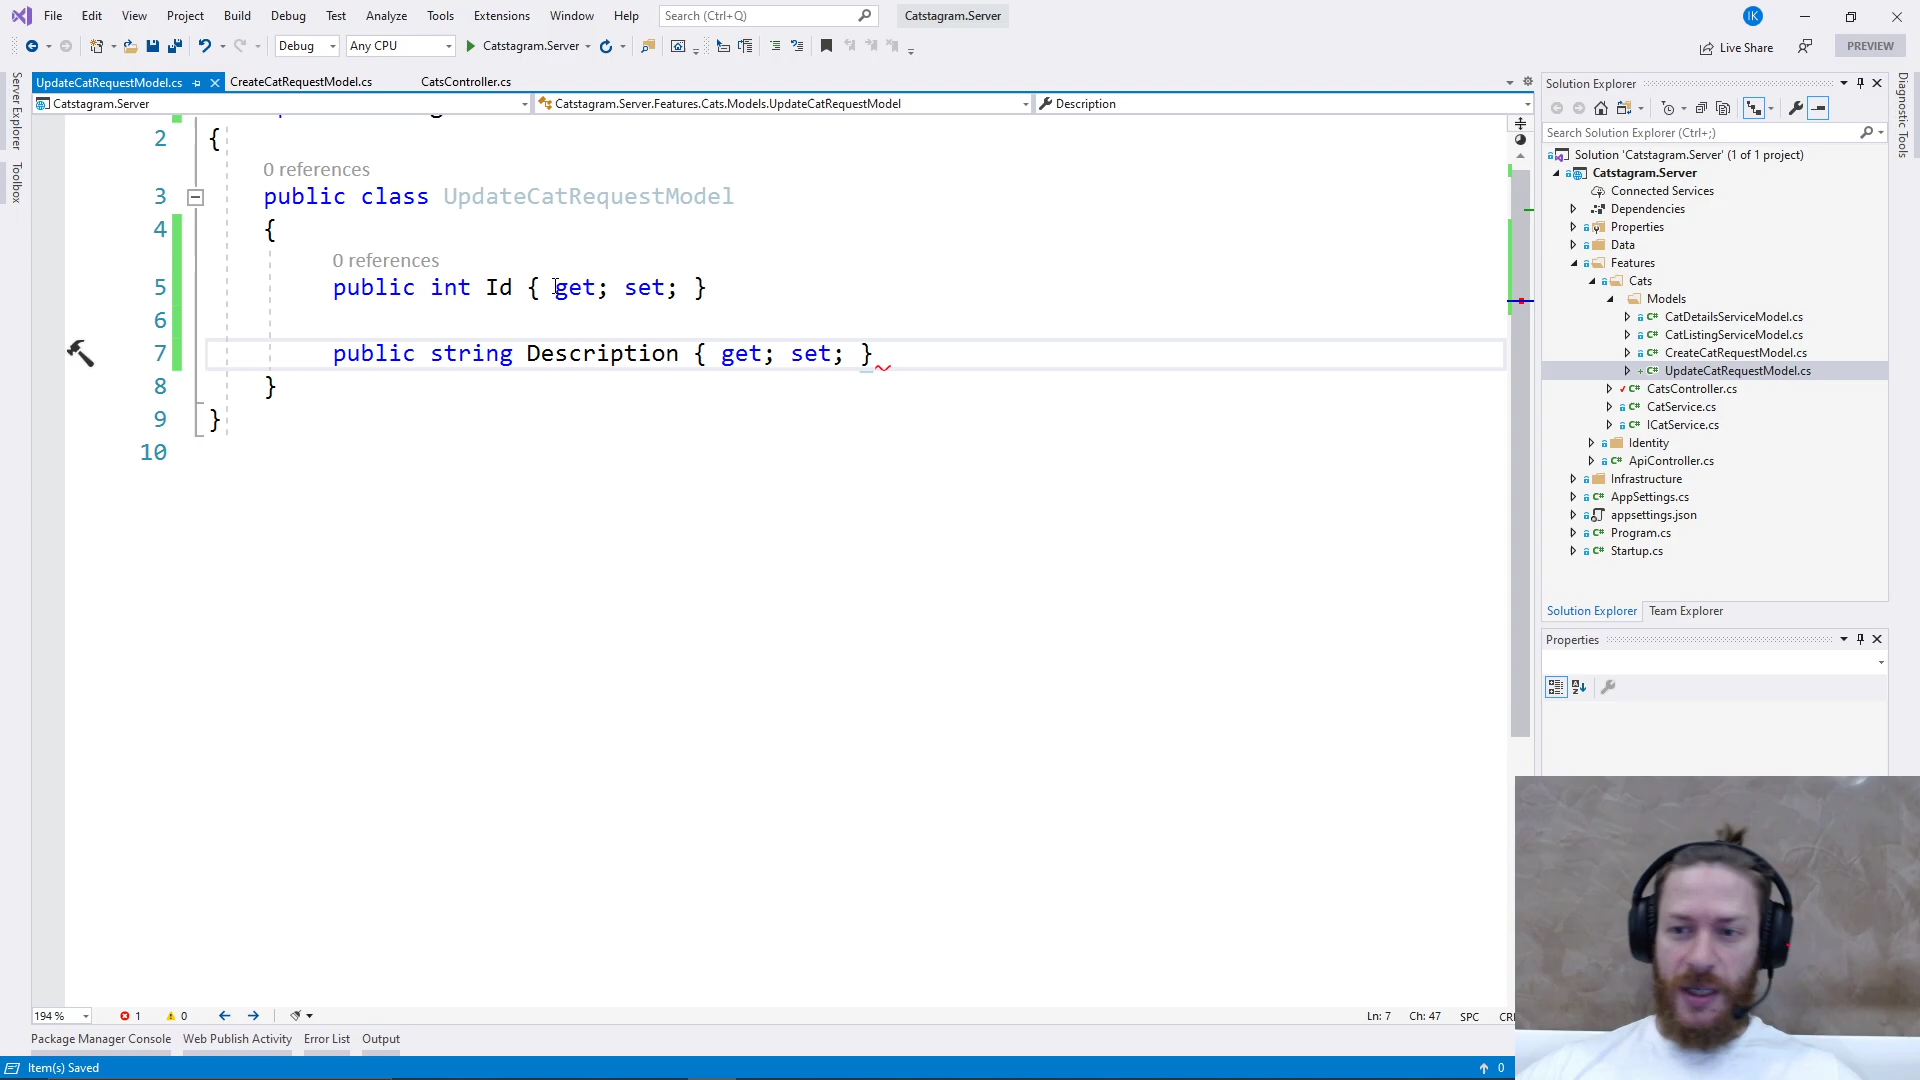 File Edit View Project Build Debug Test Analyze Tools Extensions Window Help Search (Ctrl+Q) Catstagram.Server IK
Debug Any CPU Catstagram.Server Live Share PREVIEW
UpdateCatRequestModel.cs CreateCatRequestModel.cs CatsController.cs
Catstagram.Server Catstagram.Server.Features.Cats.Models.UpdateCatRequestModel Description
2 {
0 references
3 public class UpdateCatRequestModel
4 {
0 references
5 public int Id { get; set; }
6
7 public string Description { get; set; }
8 }
9 }
10
194 % 1 0 Ln: 7 Ch: 47 SPC
Package Manager Console Web Publish Activity Error List Output
Item(s) Saved 0
Server Explorer
Toolbox
Diagnostic Tools
Solution Explorer
Search Solution Explorer (Ctrl+;)
Solution 'Catstagram.Server' (1 of 1 project)
Catstagram.Server
Connected Services
Dependencies
Properties
Data
Features
Cats
Models
CatDetailsServiceModel.cs
CatListingServiceModel.cs
CreateCatRequestModel.cs
UpdateCatRequestModel.cs
CatsController.cs
CatService.cs
ICatService.cs
Identity
ApiController.cs
Infrastructure
AppSettings.cs
appsettings.json
Program.cs
Startup.cs
Solution Explorer Team Explorer
Properties